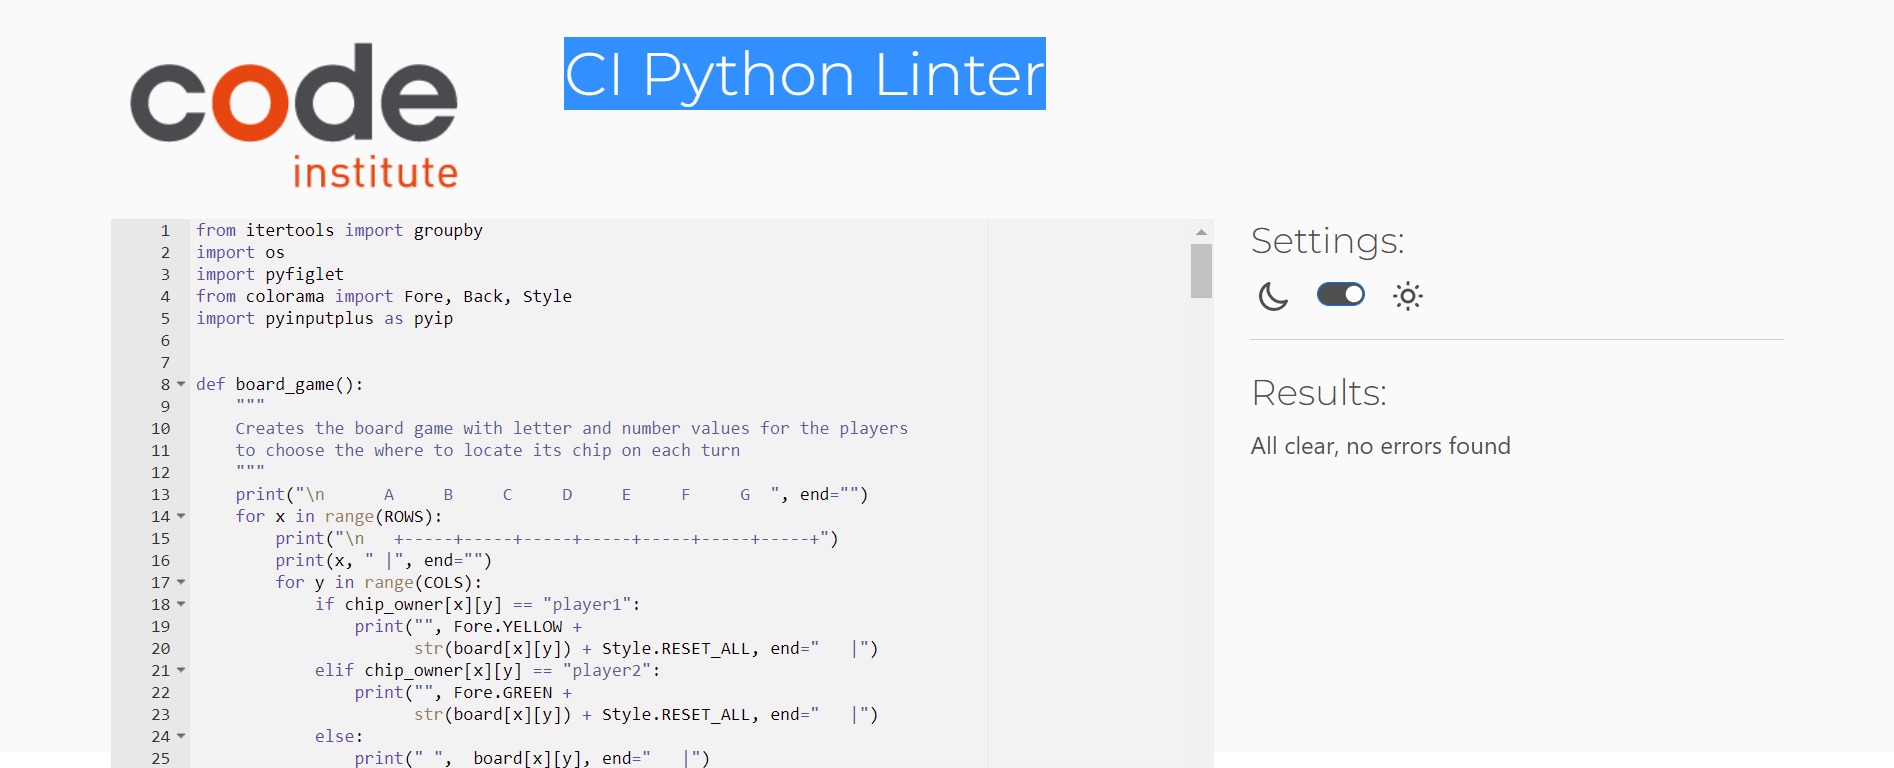 code
institute
CI Python Linter
1 from itertools import groupby
2 import os
3 import pyfiglet
4 from colorama import Fore, Back, Style
5 import pyinputplus as pyip
6
7
8 def board_game():
9     """
10     Creates the board game with letter and number values for the players
11     to choose the where to locate its chip on each turn
12     """
13     print("\n      A     B     C     D     E     F     G  ", end="")
14     for x in range(ROWS):
15         print("\n   +-----+-----+-----+-----+-----+-----+-----+")
16         print(x, " |", end="")
17         for y in range(COLS):
18             if chip_owner[x][y] == "player1":
19                 print("", Fore.YELLOW +
20                       str(board[x][y]) + Style.RESET_ALL, end="   |")
21             elif chip_owner[x][y] == "player2":
22                 print("", Fore.GREEN +
23                       str(board[x][y]) + Style.RESET_ALL, end="   |")
24             else:
25                 print(" ",  board[x][y], end="   |")
Settings:
Results:
All clear, no errors found